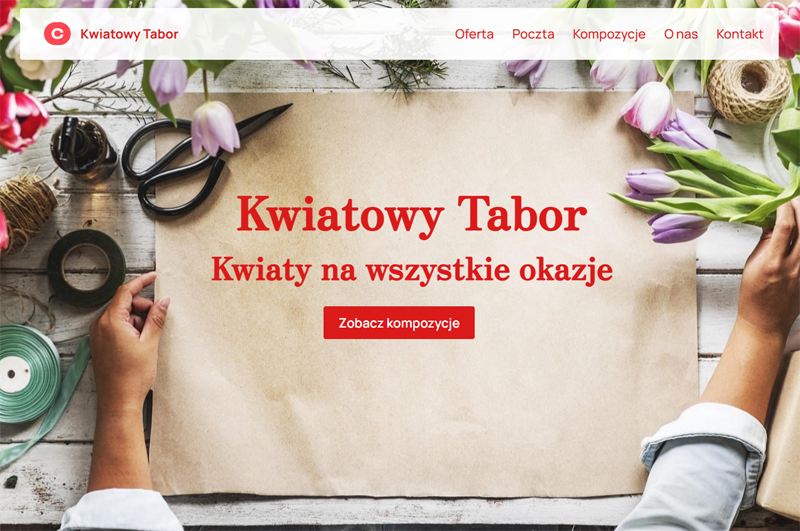 Kwiatowy Tabor
Oferta Poczta Kompozycje O nas Kontakt
Kwiatowy Tabor
Kwiaty na wszystkie okazje
Zobacz kompozycje